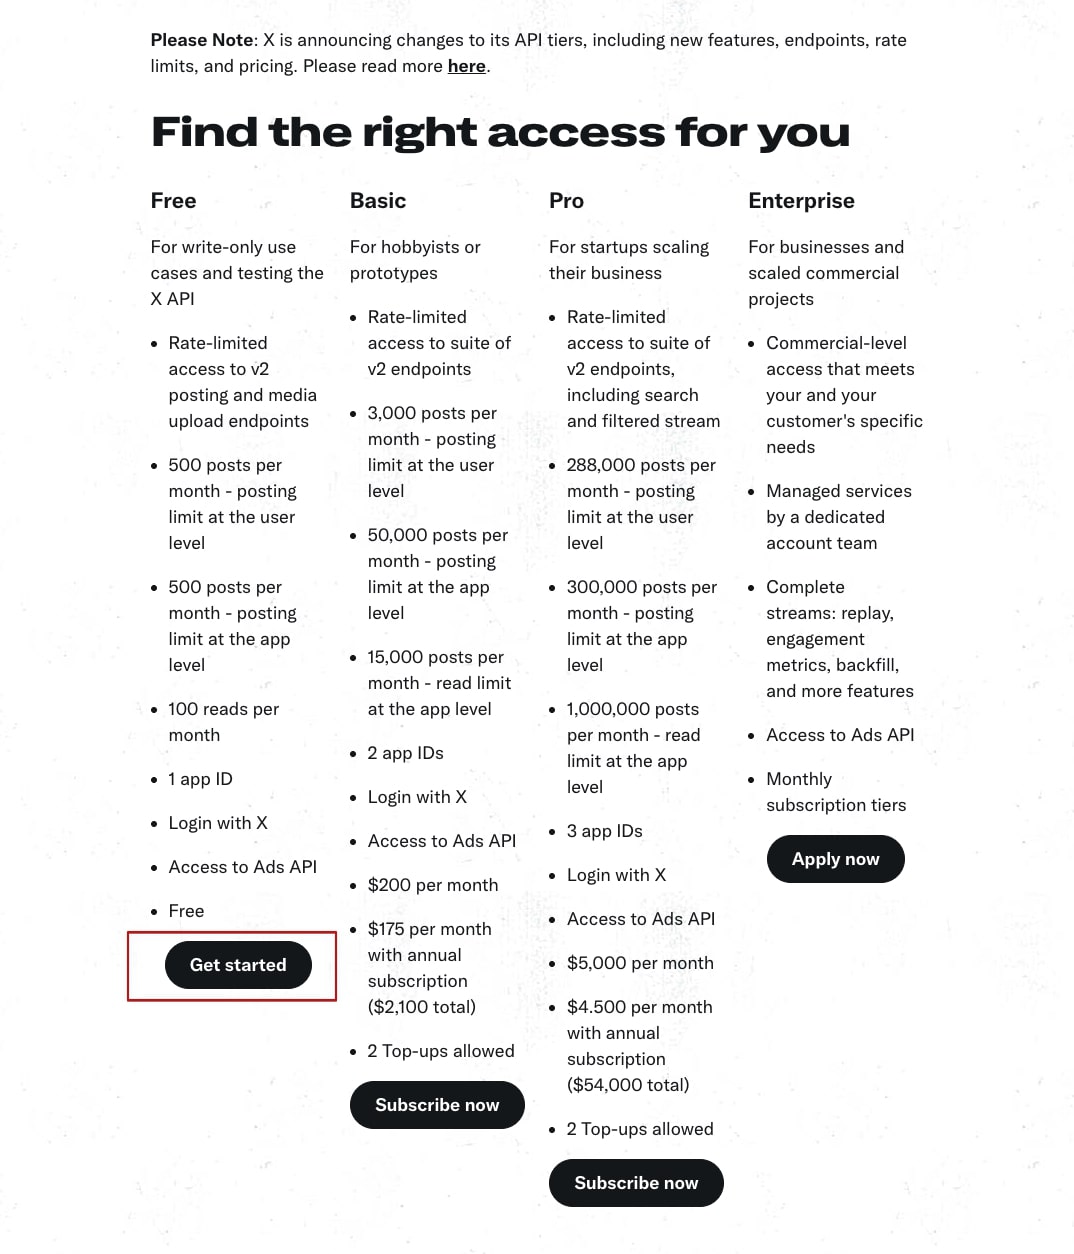 Please Note: X is announcing changes to its API tiers, including new features, endpoints, rate
limits, and pricing. Please read more here.
Find the right access for you
Free
For write-only use
cases and testing the
X API
• Rate-limited
access to v2
posting and media
upload endpoints
• 500 posts per
month - posting
limit at the user
level
• 500 posts per
month - posting
limit at the app
level
• 100 reads per
month
• 1 app ID
• Login with X
• Access to Ads API
• Free
Get started
Basic
For hobbyists or
prototypes
• Rate-limited
access to suite of
v2 endpoints
• 3,000 posts per
month - posting
limit at the user
level
• 50,000 posts per
month - posting
limit at the app
level
• 15,000 posts per
month - read limit
at the app level
• 2 app IDs
• Login with X
• Access to Ads API
• $200 per month
• $175 per month
with annual
subscription
($2,100 total)
• 2 Top-ups allowed
Subscribe now
Pro
For startups scaling
their business
• Rate-limited
access to suite of
v2 endpoints,
including search
and filtered stream
• 288,000 posts per
month - posting
limit at the user
level
• 300,000 posts per
month - posting
limit at the app
level
• 1,000,000 posts
per month - read
limit at the app
level
• 3 app IDs
• Login with X
• Access to Ads API
• $5,000 per month
• $4.500 per month
with annual
subscription
($54,000 total)
• 2 Top-ups allowed
Subscribe now
Enterprise
For businesses and
scaled commercial
projects
• Commercial-level
access that meets
your and your
customer's specific
needs
• Managed services
by a dedicated
account team
• Complete
streams: replay,
engagement
metrics, backfill,
and more features
• Access to Ads API
• Monthly
subscription tiers
Apply now